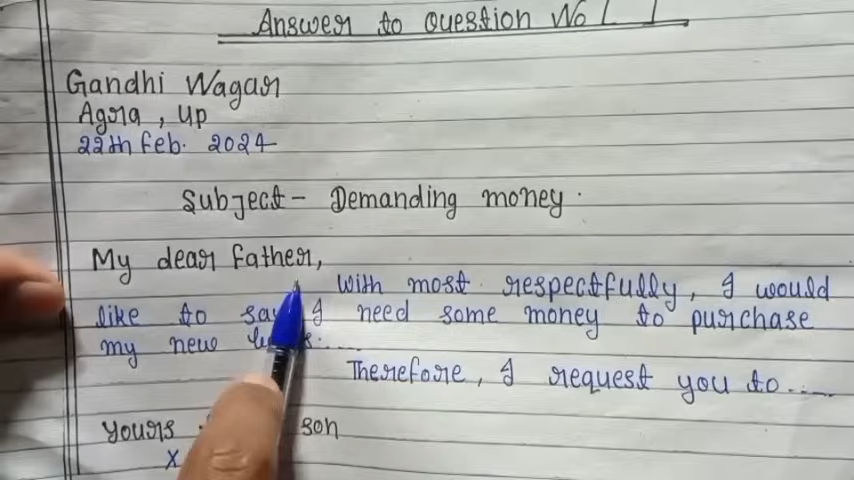 Answer to Question No
Gandhi Nagar
Agra, UP
22th Feb. 2024
Subject- Demanding money.
My dear Father,
With most respectfully, I would
like to say I need some money to purchase
my new
Therefore, I request you to.....
yours son
X